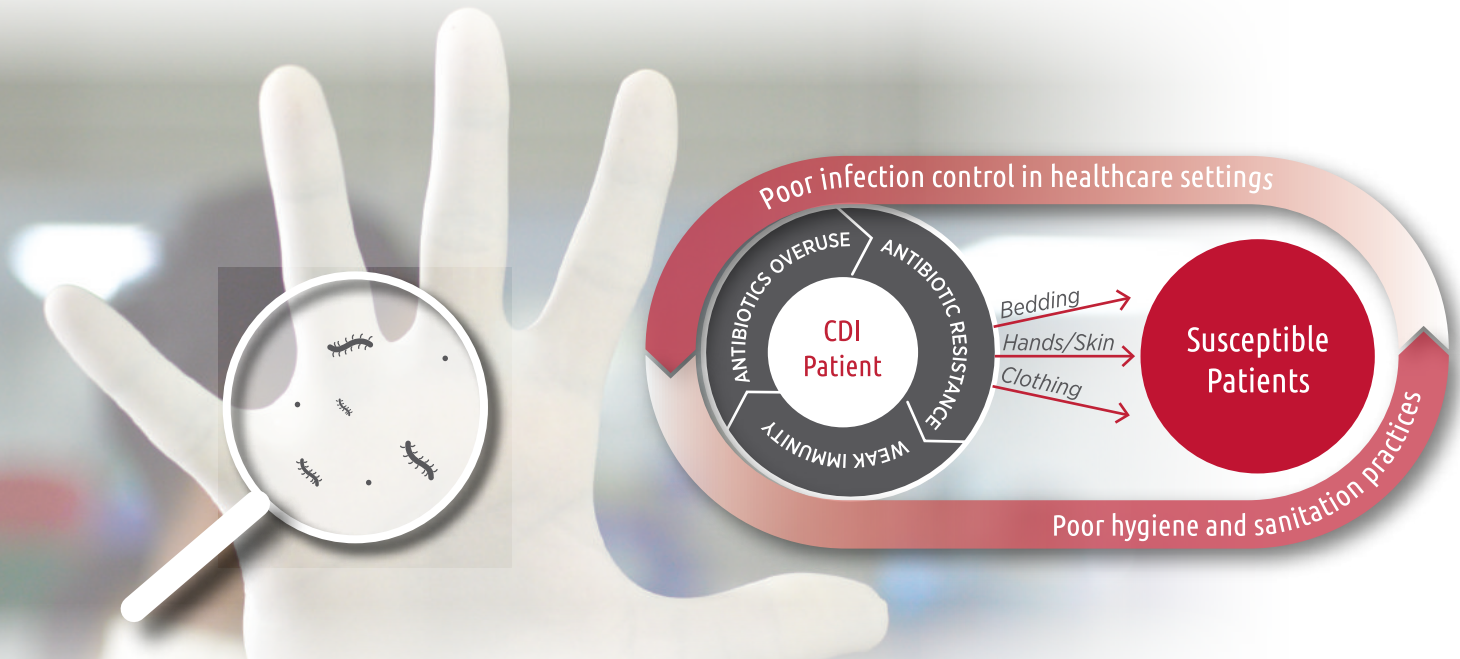 Poor infection control in healthcare settings
ANTIBIOTICS OVERUSE
ANTIBIOTIC RESISTANCE
WEAK IMMUNITY
CDI
Patient
Bedding
Hands/Skin
Clothing
Susceptible
Patients
Poor hygiene and sanitation practices